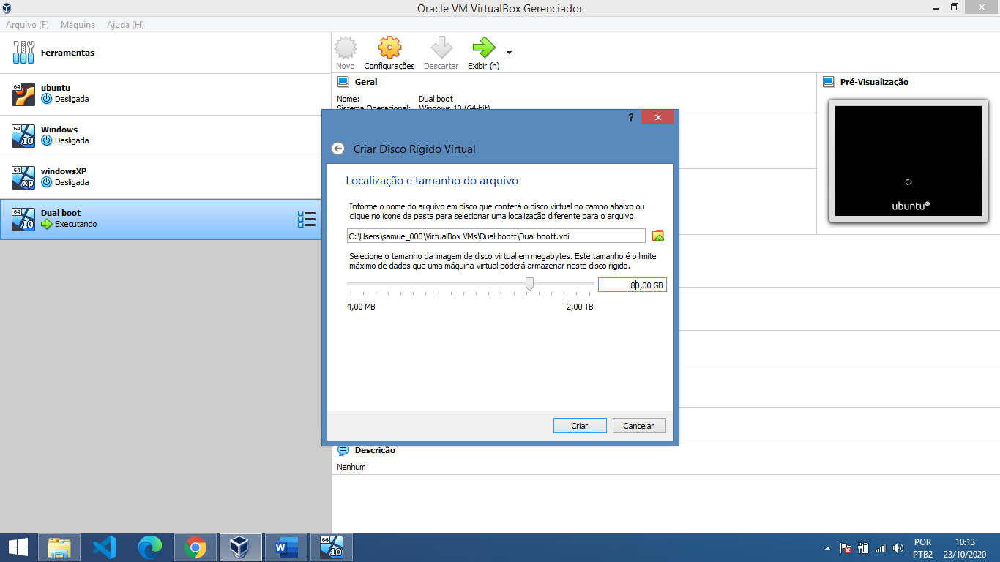 Oracle VM VirtualBox Gerenciador
Arquivo (F) Máquina Ajuda (H)
Ferramentas
64
ubuntu
Desligada
64
10
Windows
Desligada
64
xp
windowsXP
Desligada
64
10
Dual boot
Executando
Novo Configurações Descartar Exibir (h)
Geral
Nome: Dual boot
Sistema Operacional: Windows 10 (64-bit)
Pré-Visualização
ubuntu®
?
Criar Disco Rígido Virtual
Localização e tamanho do arquivo
Informe o nome do arquivo em disco que conterá o disco virtual no campo abaixo ou
clique no ícone da pasta para selecionar uma localização diferente para o arquivo.
C:\Users\samue_000\VirtualBox VMs\Dual boott\Dual boott.vdi
Selecione o tamanho da imagem de disco virtual em megabytes. Este tamanho é o limite
máximo de dados que uma máquina virtual poderá armazenar neste disco rígido.
80,00 GB
4,00 MB 2,00 TB
Criar Cancelar
Descrição
Nenhum
W
64
10
POR
PTB2
10:13
23/10/2020